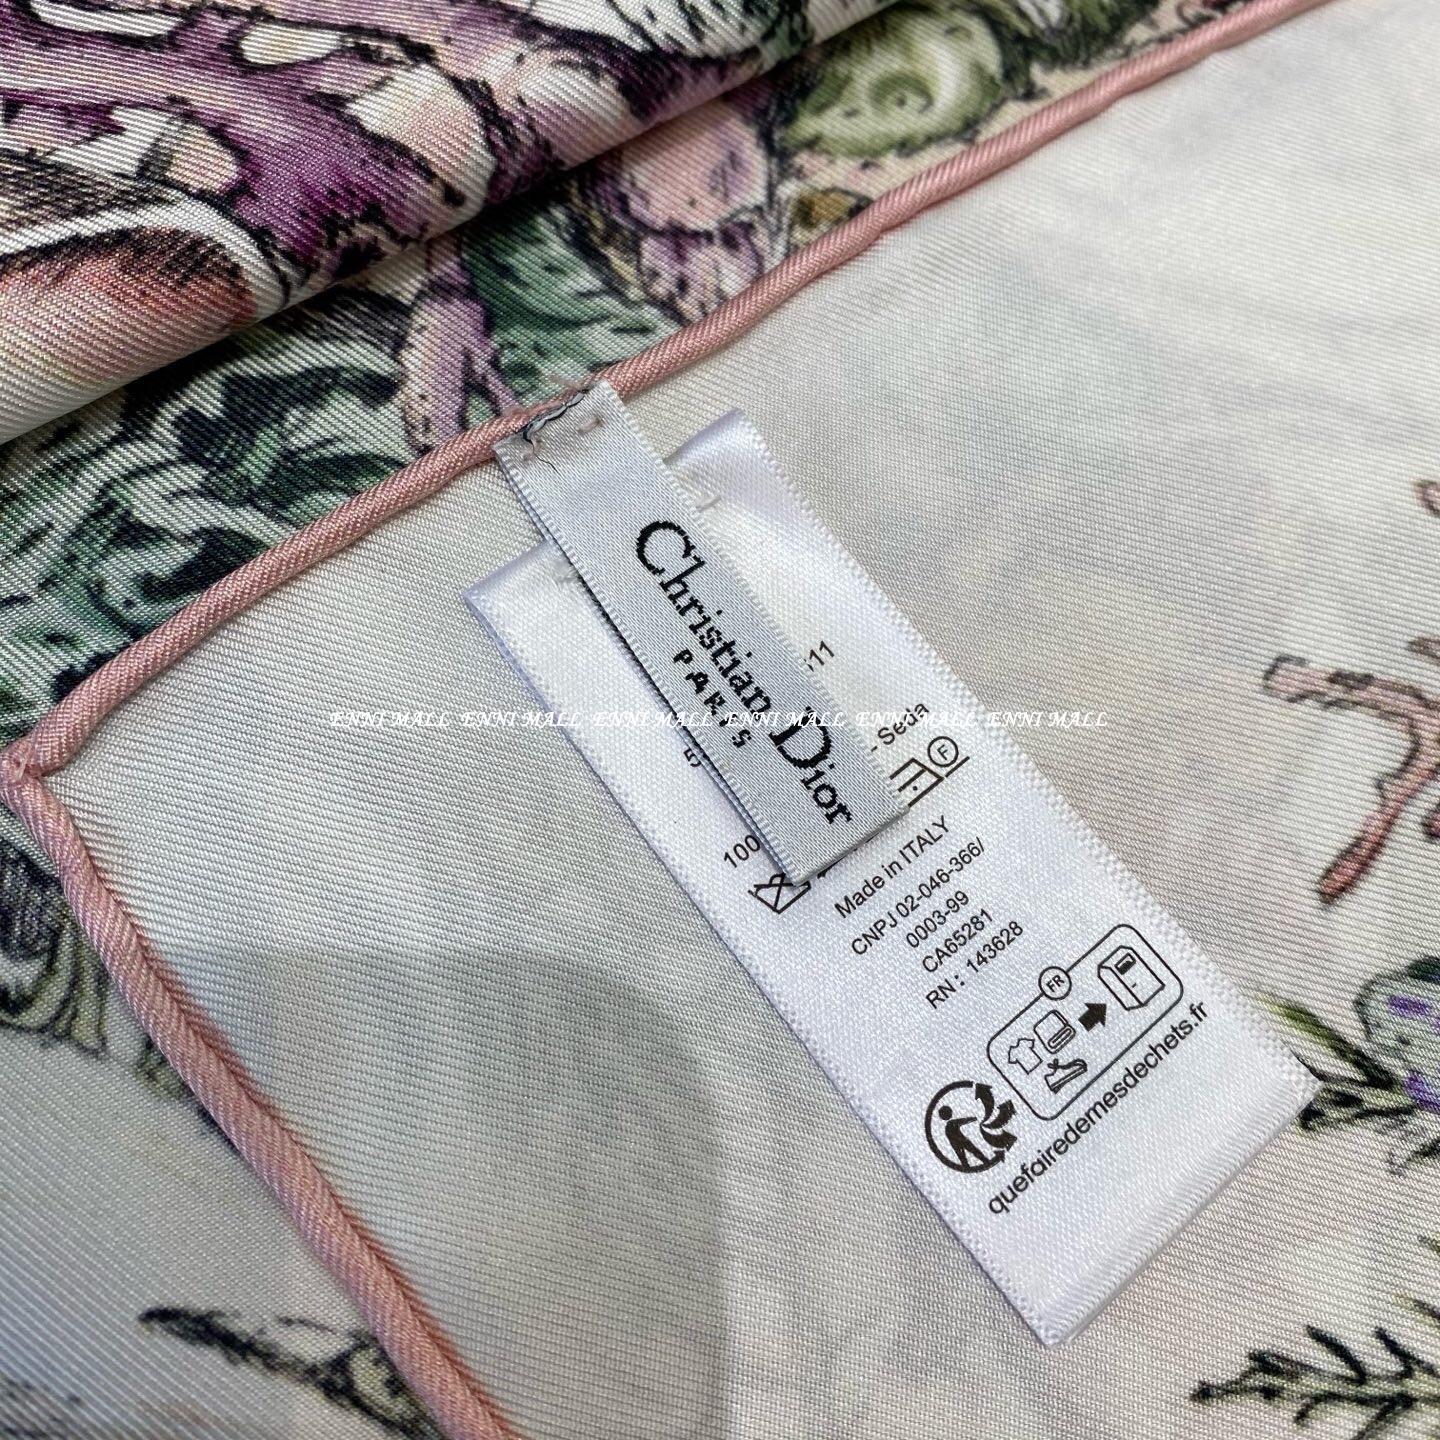 Christian Dior
PARIS
ENNI MALL ENNI MALL ENNI MALL ENNI MALL ENNI MALL ENNI MALL
11
- Seda
100
F
Made in ITALY
CNPJ 02-046-366/
0003-99
CA65281
RN: 143628
FR
quefairedemesdechets.fr